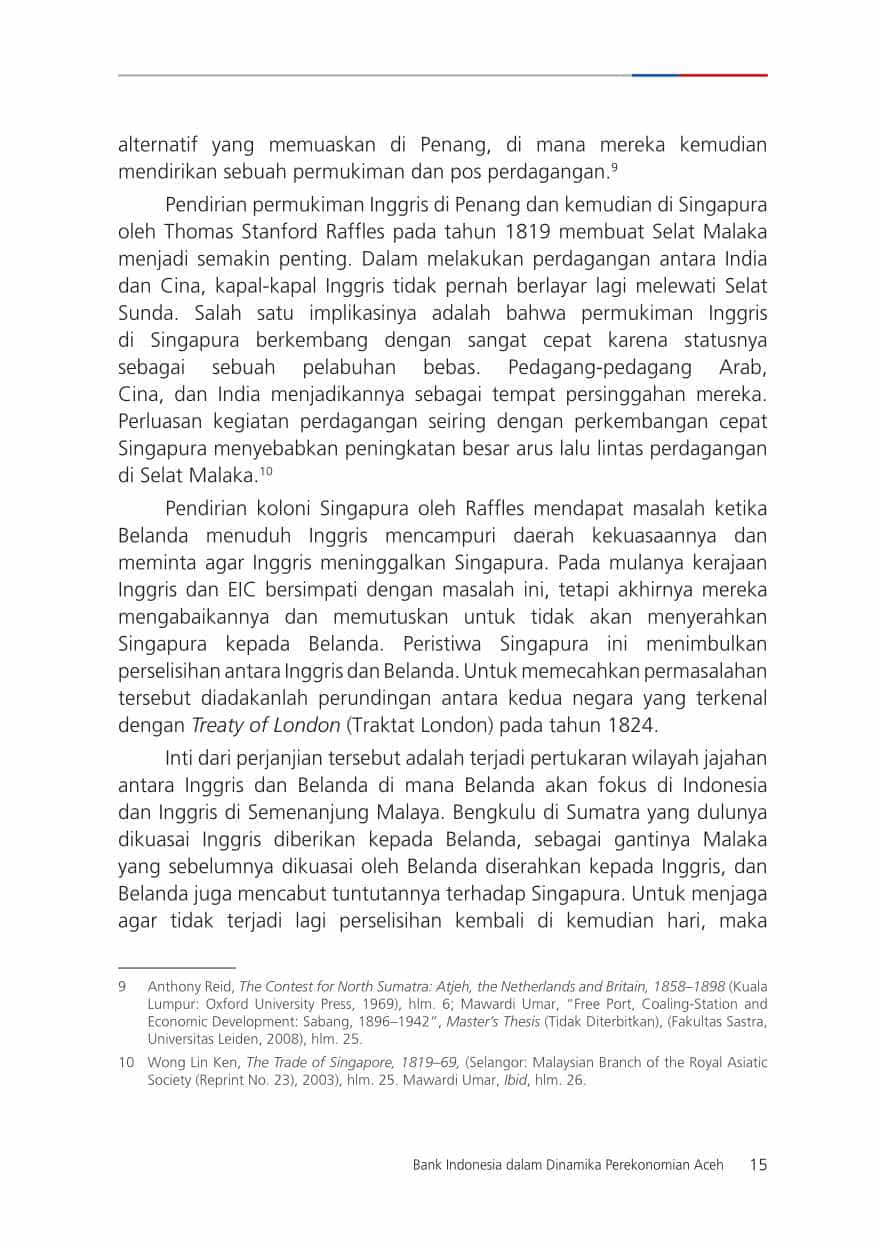 alternatif yang memuaskan di Penang, di mana mereka kemudian
mendirikan sebuah permukiman dan pos perdagangan.9
Pendirian permukiman Inggris di Penang dan kemudian di Singapura
oleh Thomas Stanford Raffles pada tahun 1819 membuat Selat Malaka
menjadi semakin penting. Dalam melakukan perdagangan antara India
dan Cina, kapal-kapal Inggris tidak pernah berlayar lagi melewati Selat
Sunda. Salah satu implikasinya adalah bahwa permukiman Inggris
di Singapura berkembang dengan sangat cepat karena statusnya
sebagai sebuah pelabuhan bebas. Pedagang-pedagang Arab,
Cina, dan India menjadikannya sebagai tempat persinggahan mereka.
Perluasan kegiatan perdagangan seiring dengan perkembangan cepat
Singapura menyebabkan peningkatan besar arus lalu lintas perdagangan
di Selat Malaka.10
Pendirian koloni Singapura oleh Raffles mendapat masalah ketika
Belanda menuduh Inggris mencampuri daerah kekuasaannya dan
meminta agar Inggris meninggalkan Singapura. Pada mulanya kerajaan
Inggris dan EIC bersimpati dengan masalah ini, tetapi akhirnya mereka
mengabaikannya dan memutuskan untuk tidak akan menyerahkan
Singapura kepada Belanda. Peristiwa Singapura ini menimbulkan
perselisihan antara Inggris dan Belanda. Untuk memecahkan permasalahan
tersebut diadakanlah perundingan antara kedua negara yang terkenal
dengan Treaty of London (Traktat London) pada tahun 1824.
Inti dari perjanjian tersebut adalah terjadi pertukaran wilayah jajahan
antara Inggris dan Belanda di mana Belanda akan fokus di Indonesia
dan Inggris di Semenanjung Malaya. Bengkulu di Sumatra yang dulunya
dikuasai Inggris diberikan kepada Belanda, sebagai gantinya Malaka
yang sebelumnya dikuasai oleh Belanda diserahkan kepada Inggris, dan
Belanda juga mencabut tuntutannya terhadap Singapura. Untuk menjaga
agar tidak terjadi lagi perselisihan kembali di kemudian hari, maka
9 Anthony Reid, The Contest for North Sumatra: Atjeh, the Netherlands and Britain, 1858–1898 (Kuala
Lumpur: Oxford University Press, 1969), hlm. 6; Mawardi Umar, “Free Port, Coaling-Station and
Economic Development: Sabang, 1896–1942”, Master’s Thesis (Tidak Diterbitkan), (Fakultas Sastra,
Universitas Leiden, 2008), hlm. 25.
10 Wong Lin Ken, The Trade of Singapore, 1819–69, (Selangor: Malaysian Branch of the Royal Asiatic
Society (Reprint No. 23), 2003), hlm. 25. Mawardi Umar, Ibid, hlm. 26.
Bank Indonesia dalam Dinamika Perekonomian Aceh 15